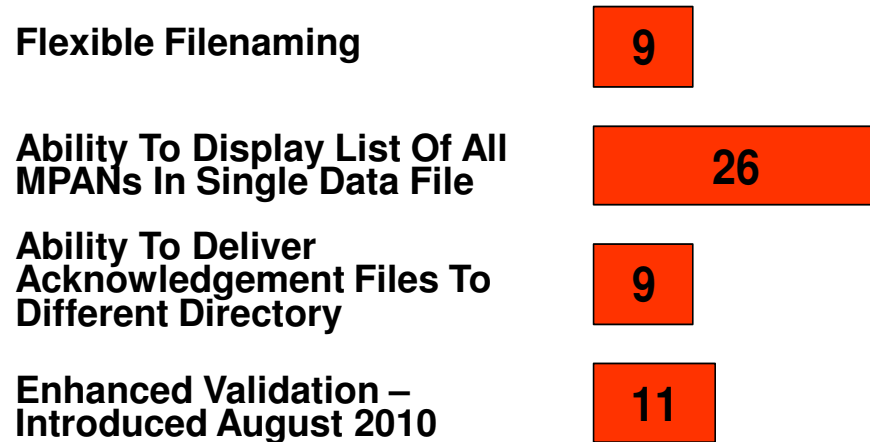 Flexible Filenaming
9
Ability To Display List Of All
MPANs In Single Data File
26
Ability To Deliver
Acknowledgement Files To
Different Directory
9
Enhanced Validation –
Introduced August 2010
11